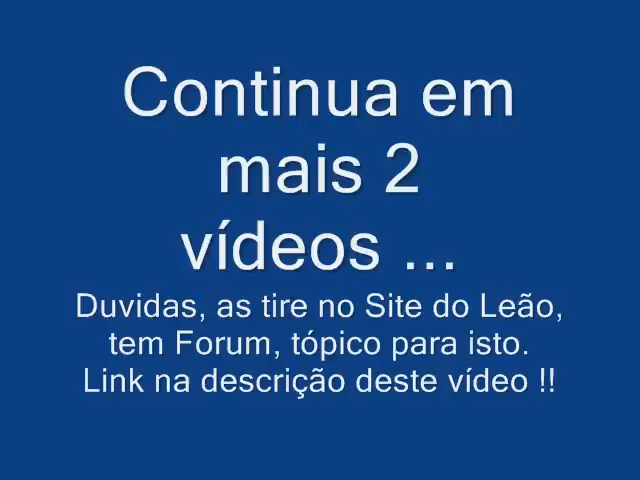 Continua em
mais 2
vídeos ...
Duvidas, as tire no Site do Leão,
tem Forum, tópico para isto.
Link na descrição deste vídeo !!